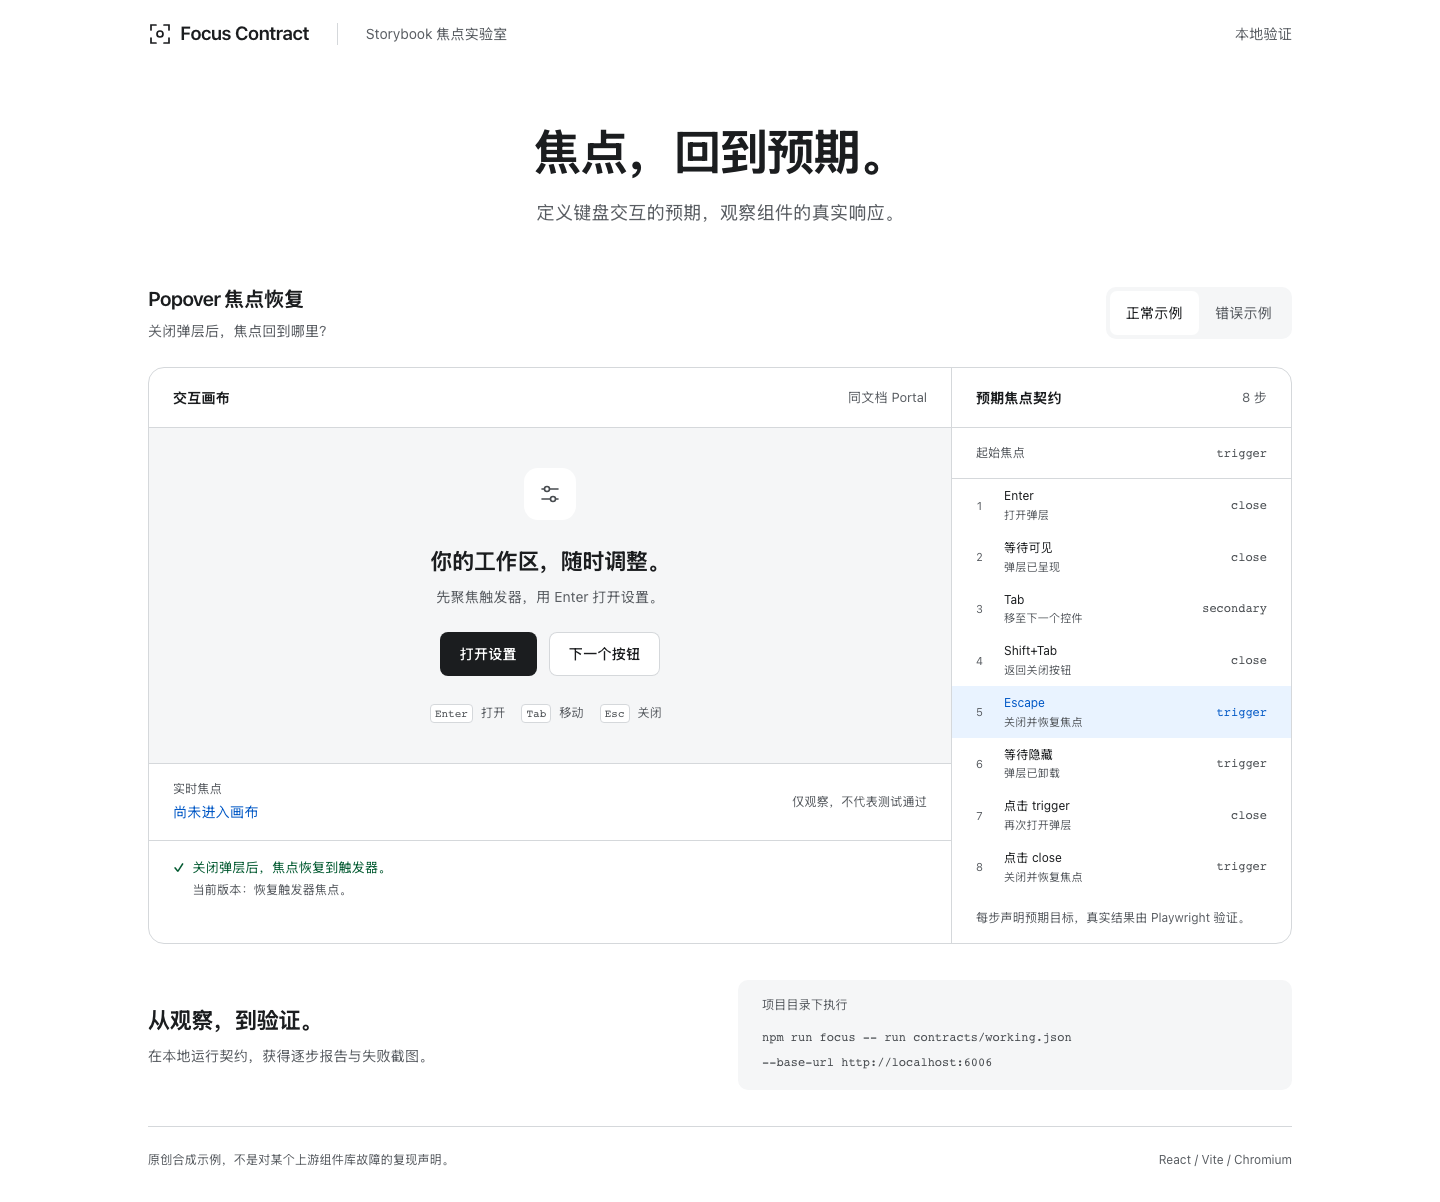 Focus Contract
Storybook 焦点实验室
本地验证
焦点，回到预期。
定义键盘交互的预期，观察组件的真实响应。
Popover 焦点恢复
关闭弹层后，焦点回到哪里？
正常示例
错误示例
交互画布
同文档 Portal
你的工作区，随时调整。
先聚焦触发器，用 Enter 打开设置。
打开设置
下一个按钮
Enter 打开 Tab 移动 Esc 关闭
实时焦点
尚未进入画布
仅观察，不代表测试通过
关闭弹层后，焦点恢复到触发器。
当前版本：恢复触发器焦点。
预期焦点契约
8 步
起始焦点
trigger
1
Enter
打开弹层
close
2
等待可见
弹层已呈现
close
3
Tab
移至下一个控件
secondary
4
Shift+Tab
返回关闭按钮
close
5
Escape
关闭并恢复焦点
trigger
6
等待隐藏
弹层已卸载
trigger
7
点击 trigger
再次打开弹层
close
8
点击 close
关闭并恢复焦点
trigger
每步声明预期目标，真实结果由 Playwright 验证。
从观察，到验证。
在本地运行契约，获得逐步报告与失败截图。
项目目录下执行
npm run focus -- run contracts/working.json
--base-url http://localhost:6006
原创合成示例，不是对某个上游组件库故障的复现声明。
React / Vite / Chromium